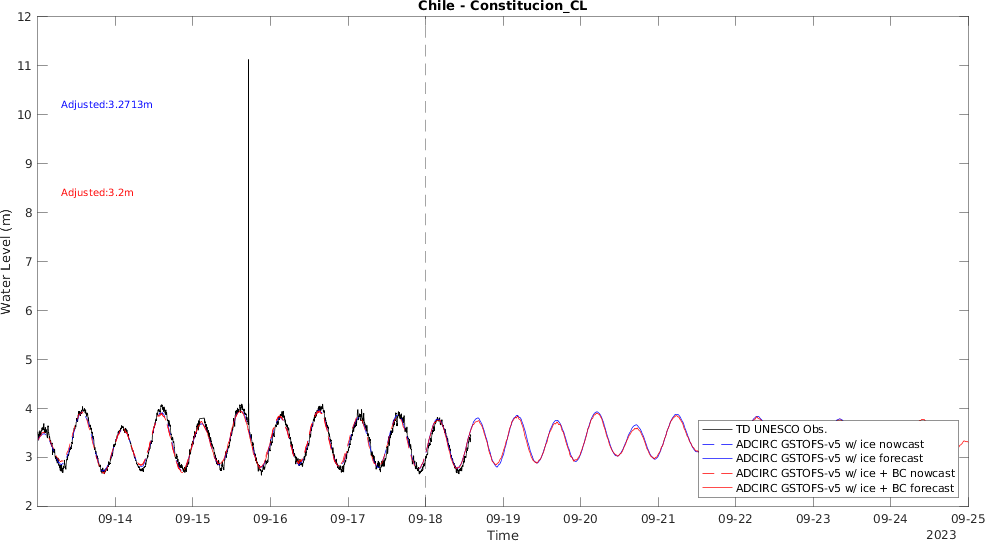 Chile - Constitucion_CL
12
11
10
9
8
7
6
5
4
3
2
Water Level (m)
Adjusted:3.2713m
Adjusted:3.2m
TD UNESCO Obs.
ADCIRC GSTOFS-v5 w/ ice nowcast
ADCIRC GSTOFS-v5 w/ ice forecast
ADCIRC GSTOFS-v5 w/ ice + BC nowcast
ADCIRC GSTOFS-v5 w/ ice + BC forecast
09-14 09-15 09-16 09-17 09-18 09-19 09-20 09-21 09-22 09-23 09-24 09-25
Time
2023